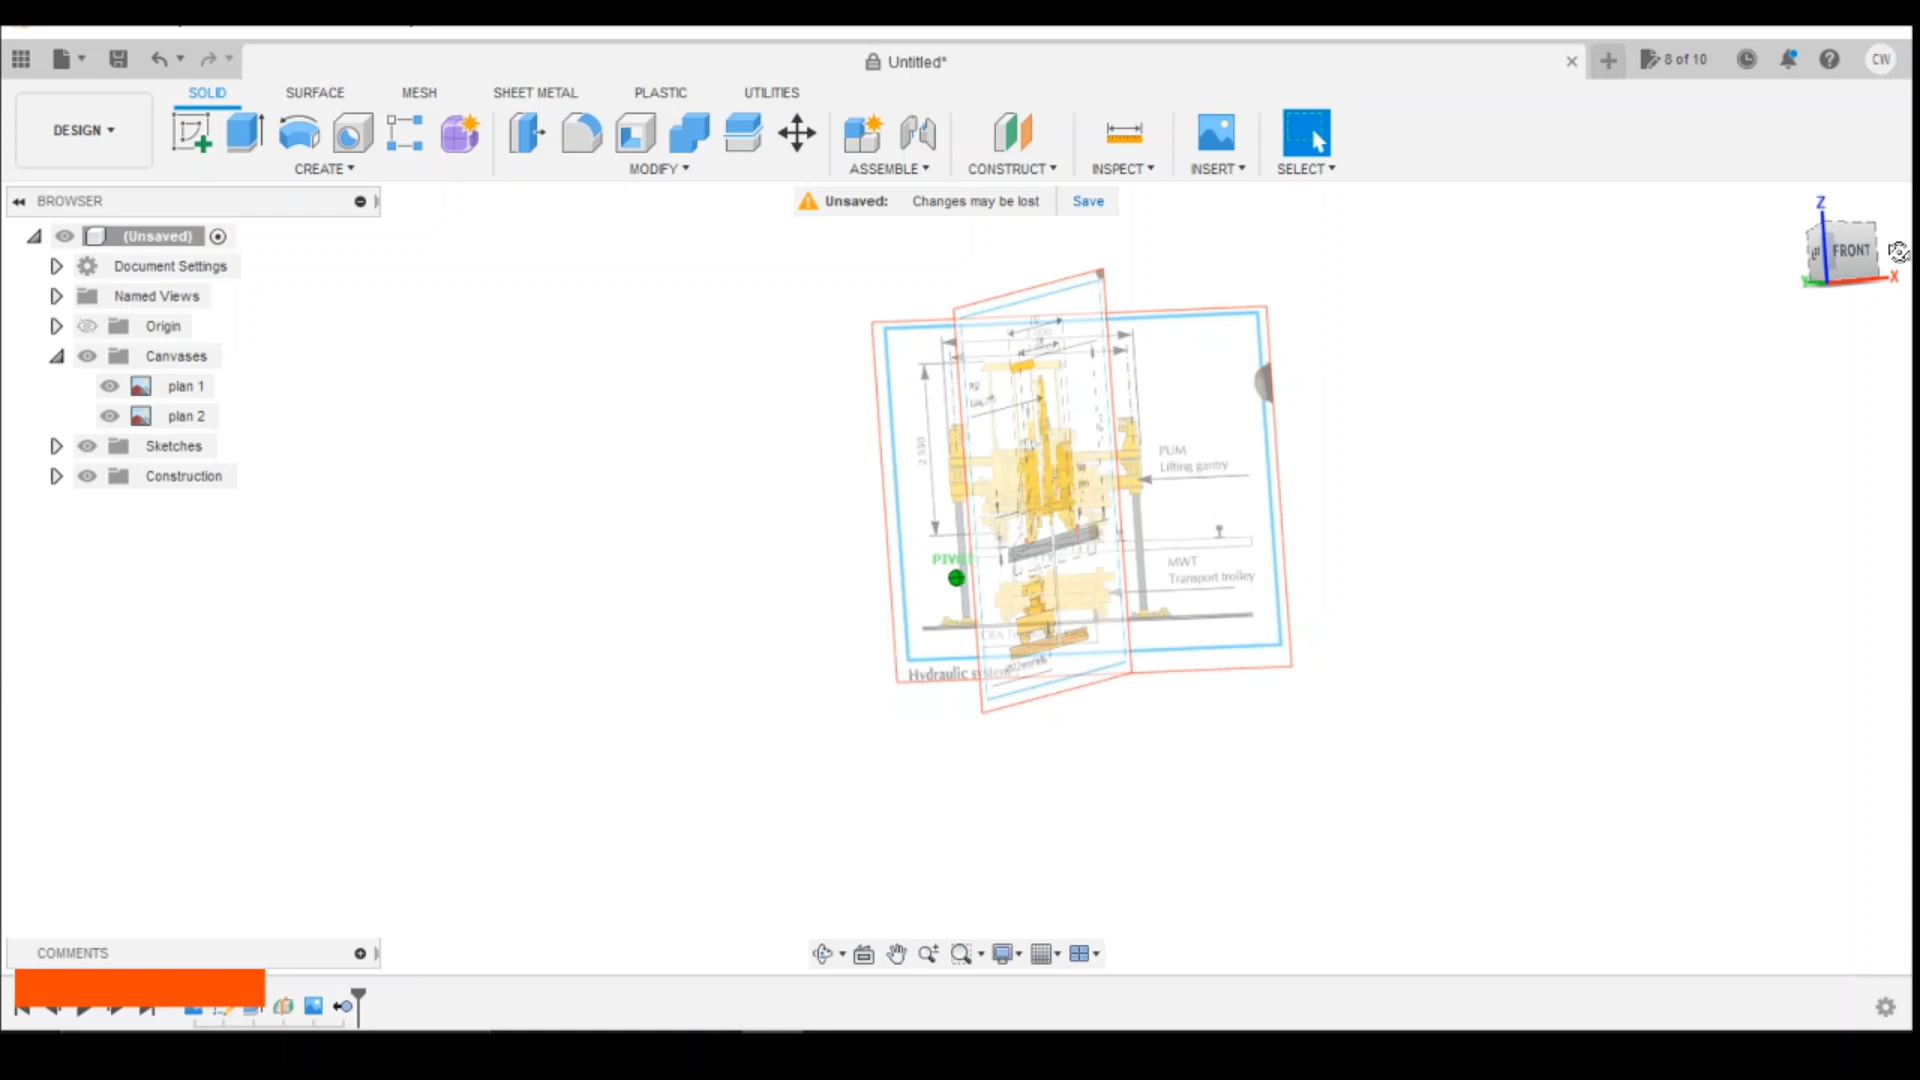 Untitled*
8 of 10
CW
DESIGN
SOLID
SURFACE
MESH
SHEET METAL
PLASTIC
UTILITIES
CREATE
MODIFY
ASSEMBLE
CONSTRUCT
INSPECT
INSERT
SELECT
BROWSER
Unsaved: Changes may be lost Save
(Unsaved)
Document Settings
Named Views
Origin
Canvases
plan 1
plan 2
Sketches
Construction
Z
FRONT
X
2 550
PUM
Lifting gantry
MWT
Transport trolley
Hydraulic
COMMENTS